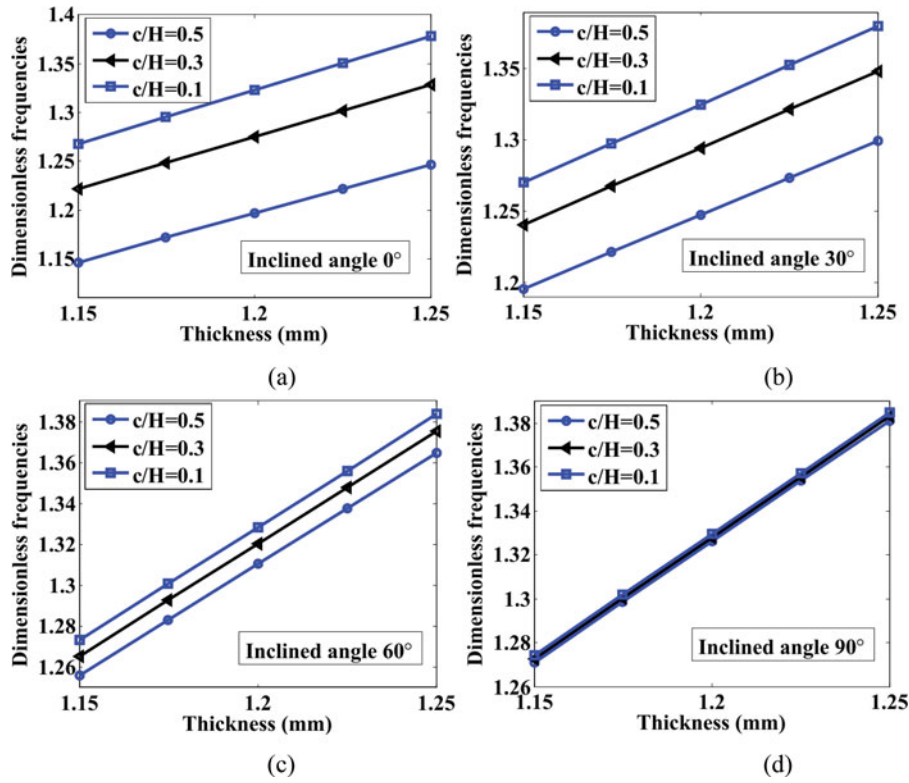 1.4
1.35
1.3
1.25
1.2
1.15
Dimensionless frequencies
c/H=0.5
c/H=0.3
c/H=0.1
Inclined angle 0°
1.15 1.2 1.25
Thickness (mm)
(a)
1.35
1.3
1.25
1.2
Dimensionless frequencies
c/H=0.5
c/H=0.3
c/H=0.1
Inclined angle 30°
1.15 1.2 1.25
Thickness (mm)
(b)
1.38
1.36
1.34
1.32
1.3
1.28
1.26
Dimensionless frequencies
c/H=0.5
c/H=0.3
c/H=0.1
Inclined angle 60°
1.15 1.2 1.25
Thickness (mm)
(c)
1.38
1.36
1.34
1.32
1.3
1.28
1.26
Dimensionless frequencies
c/H=0.5
c/H=0.3
c/H=0.1
Inclined angle 90°
1.15 1.2 1.25
Thickness (mm)
(d)